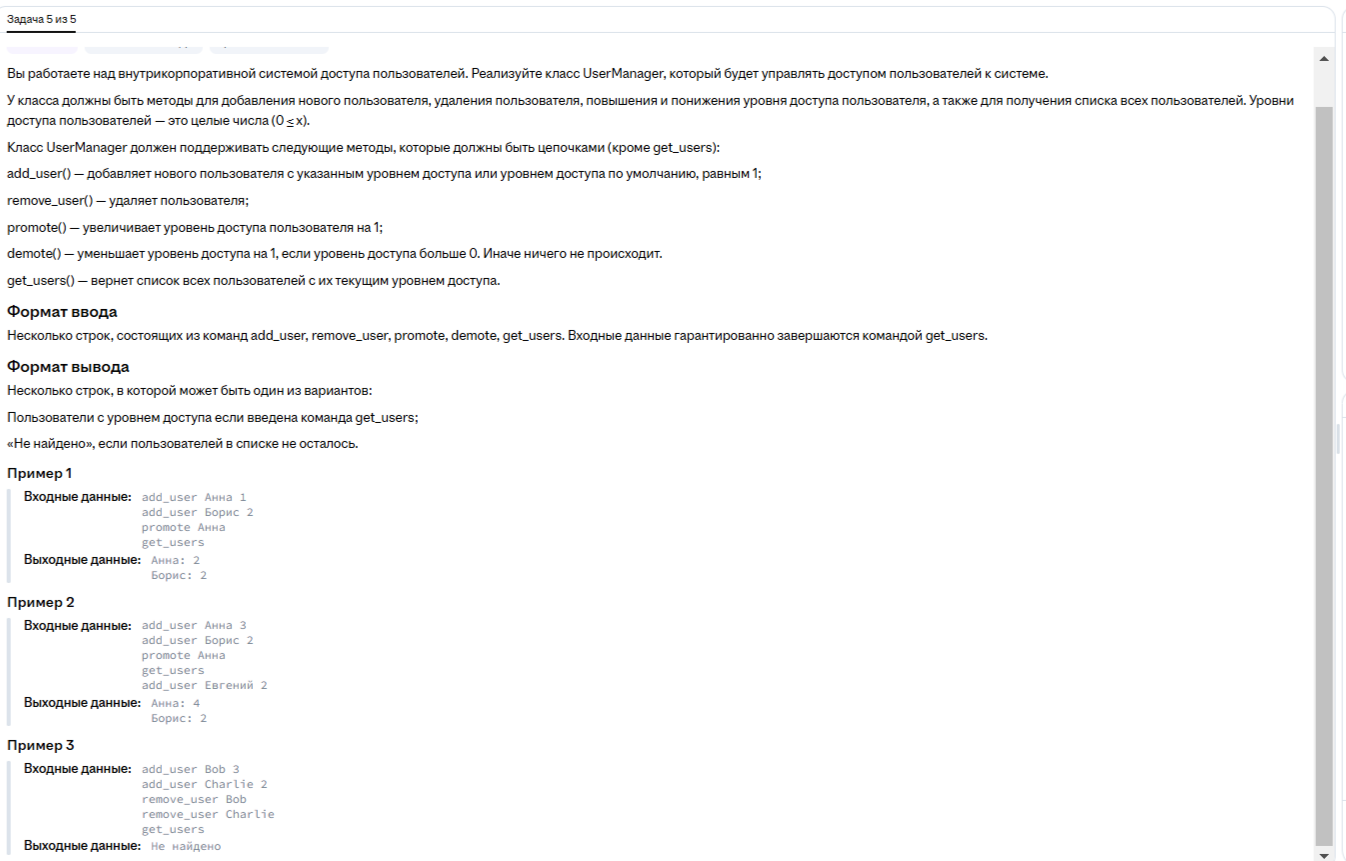 Задача 5 из 5
Вы работаете над внутрикорпоративной системой доступа пользователей. Реализуйте класс UserManager, который будет управлять доступом пользователей к системе.
У класса должны быть методы для добавления нового пользователя, удаления пользователя, повышения и понижения уровня доступа пользователя, а также для получения списка всех пользователей. Уровни
доступа пользователей — это целые числа (0 ≤ x).
Класс UserManager должен поддерживать следующие методы, которые должны быть цепочками (кроме get_users):
add_user() — добавляет нового пользователя с указанным уровнем доступа или уровнем доступа по умолчанию, равным 1;
remove_user() — удаляет пользователя;
promote() — увеличивает уровень доступа пользователя на 1;
demote() — уменьшает уровень доступа на 1, если уровень доступа больше 0. Иначе ничего не происходит.
get_users() — вернет список всех пользователей с их текущим уровнем доступа.
Формат ввода
Несколько строк, состоящих из команд add_user, remove_user, promote, demote, get_users. Входные данные гарантированно завершаются командой get_users.
Формат вывода
Несколько строк, в которой может быть один из вариантов:
Пользователи с уровнем доступа если введена команда get_users;
«Не найдено», если пользователей в списке не осталось.
Пример 1
Входные данные: add_user Анна 1
add_user Борис 2
promote Анна
get_users
Выходные данные: Анна: 2
Борис: 2
Пример 2
Входные данные: add_user Анна 3
add_user Борис 2
promote Анна
get_users
add_user Евгений 2
Выходные данные: Анна: 4
Борис: 2
Пример 3
Входные данные: add_user Bob 3
add_user Charlie 2
remove_user Bob
remove_user Charlie
get_users
Выходные данные: Не найдено